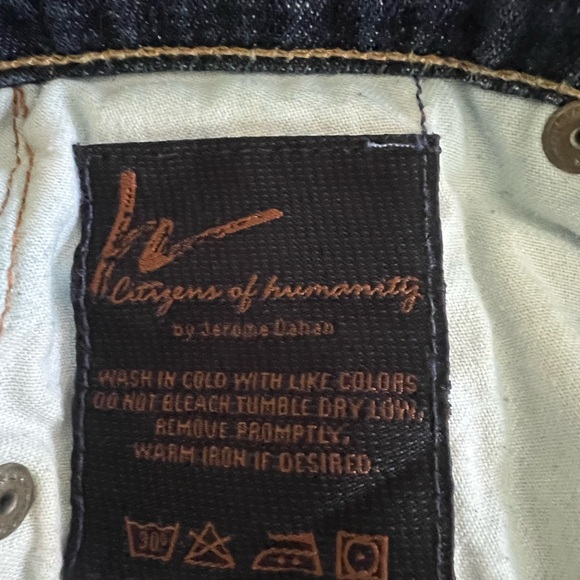 Citizens of humanity
by Jerome Dahan
WASH IN COLD WITH LIKE COLORS
DO NOT BLEACH TUMBLE DRY LOW,
REMOVE PROMPTLY,
WARM IRON IF DESIRED.
30°